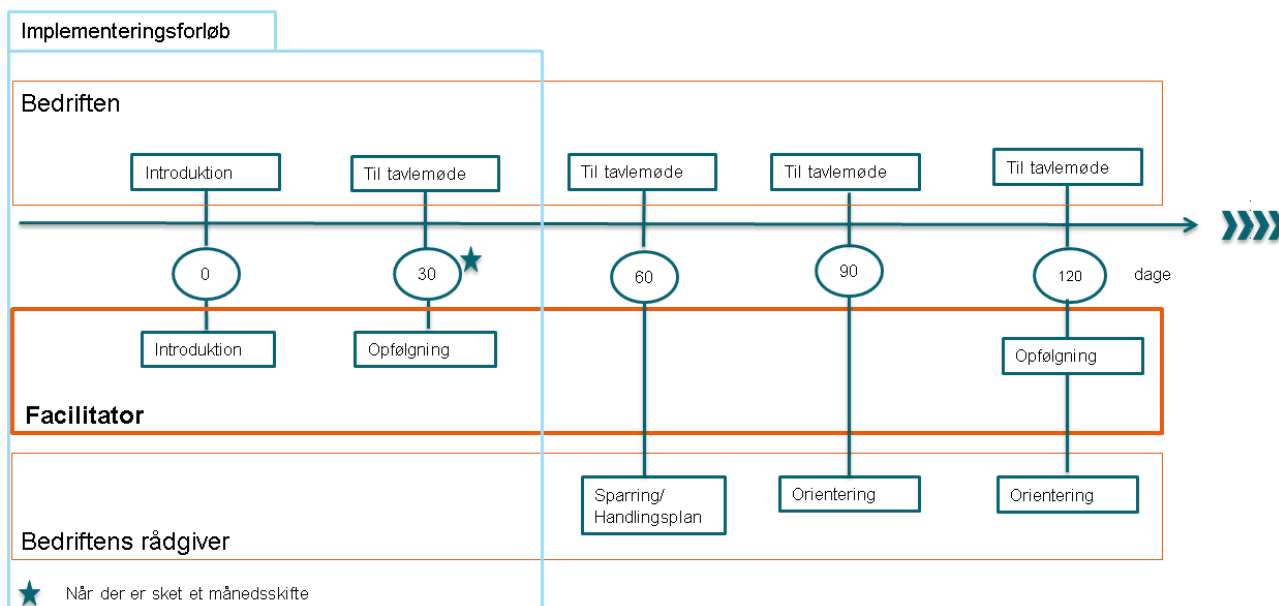 Implementeringsforløb
Bedriften
Introduktion
Til tavlemøde
Til tavlemøde
Til tavlemøde
Til tavlemøde
0
30
60
90
120
dage
Introduktion
Opfølgning
Opfølgning
Facilitator
Sparring/
Handlingsplan
Orientering
Orientering
Bedriftens rådgiver
Når der er sket et månedsskifte